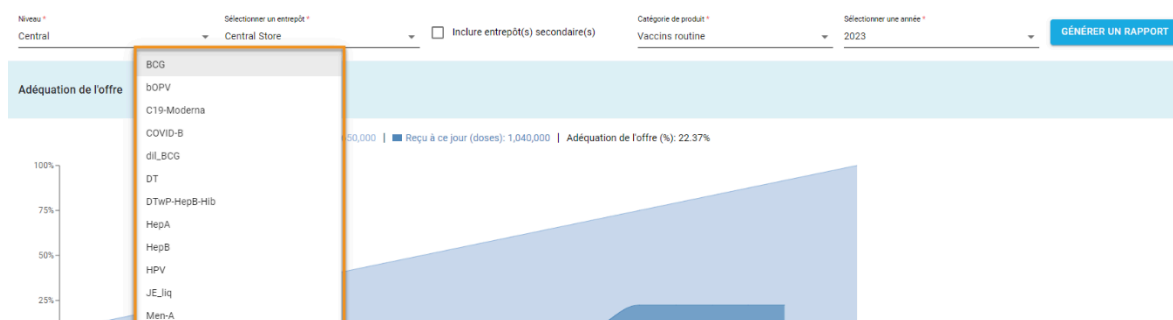 Niveau *
Sélectionner un entrepôt *
Catégorie de produit *
Sélectionner une année *
Central
Central Store
Inclure entrepôt(s) secondaire(s)
Vaccins routine
2023
GÉNÉRER UN RAPPORT
Adéquation de l'offre
BCG
bOPV
C19-Moderna
COVID-B
dil_BCG
DT
DTwP-HepB-Hib
HepA
HepB
HPV
JE_liq
Men-A
50,000 | Reçu à ce jour (doses): 1,040,000 | Adéquation de l'offre (%): 22.37%
100%
75%
50%
25%